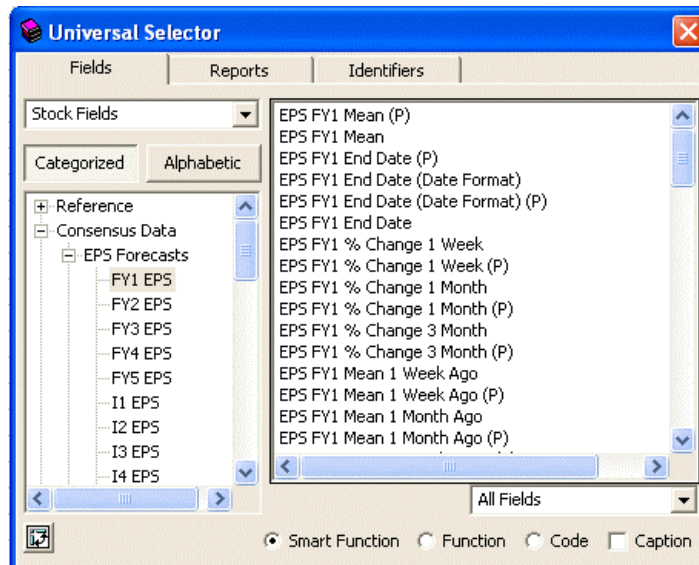 Universal Selector
Fields Reports Identifiers
Stock Fields
Categorized Alphabetic
Reference
Consensus Data
EPS Forecasts
FY1 EPS
FY2 EPS
FY3 EPS
FY4 EPS
FY5 EPS
I1 EPS
I2 EPS
I3 EPS
I4 EPS
EPS FY1 Mean (P)
EPS FY1 Mean
EPS FY1 End Date (P)
EPS FY1 End Date (Date Format)
EPS FY1 End Date (Date Format) (P)
EPS FY1 End Date
EPS FY1 % Change 1 Week
EPS FY1 % Change 1 Week (P)
EPS FY1 % Change 1 Month
EPS FY1 % Change 1 Month (P)
EPS FY1 % Change 3 Month
EPS FY1 % Change 3 Month (P)
EPS FY1 Mean 1 Week Ago
EPS FY1 Mean 1 Week Ago (P)
EPS FY1 Mean 1 Month Ago
EPS FY1 Mean 1 Month Ago (P)
All Fields
Smart Function Function Code Caption